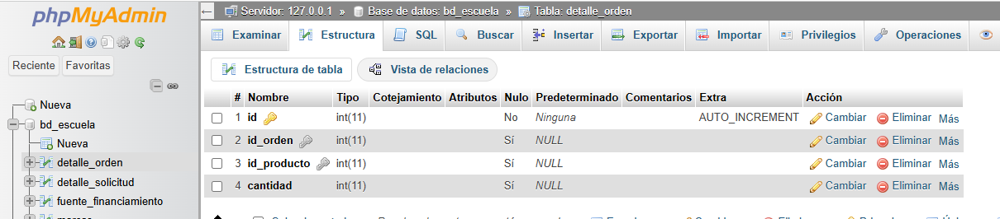 phpMyAdmin
Servidor: 127.0.0.1 » Base de datos: bd_escuela » Tabla: detalle_orden
Examinar Estructura SQL Buscar Insertar Exportar Importar Privilegios Operaciones
Reciente Favoritas
Estructura de tabla Vista de relaciones
Nueva
bd_escuela
Nueva
detalle_orden
detalle_solicitud
fuente_financiamiento
# Nombre Tipo Cotejamiento Atributos Nulo Predeterminado Comentarios Extra Acción
1 id int(11) No Ninguna AUTO_INCREMENT Cambiar Eliminar Más
2 id_orden int(11) Sí NULL Cambiar Eliminar Más
3 id_producto int(11) Sí NULL Cambiar Eliminar Más
4 cantidad int(11) Sí NULL Cambiar Eliminar Más